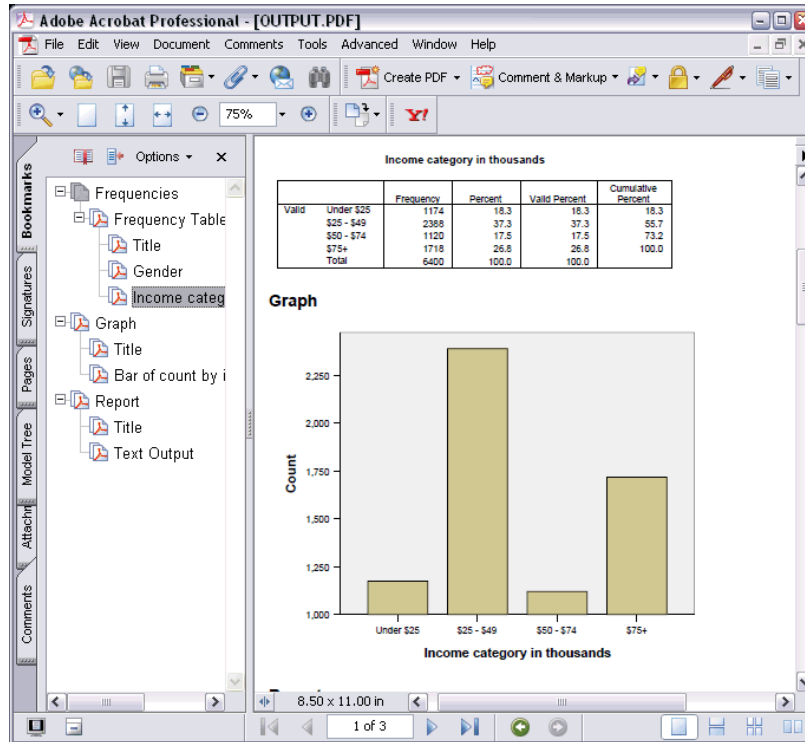 Adobe Acrobat Professional - [OUTPUT.PDF]
File Edit View Document Comments Tools Advanced Window Help
Create PDF Comment & Markup
75% Y!
Bookmarks
Signatures
Pages
Model Tree
Attachm
Comments
Options x
Frequencies
Frequency Table
Title
Gender
Income categ
Graph
Title
Bar of count by i
Report
Title
Text Output
Income category in thousands
Frequency Percent Valid Percent Cumulative Percent
Valid Under $25 1174 18.3 18.3 18.3
$25 - $49 2388 37.3 37.3 55.7
$50 - $74 1120 17.5 17.5 73.2
$75+ 1718 26.8 26.8 100.0
Total 6400 100.0 100.0
Graph
Count
2,250
2,000
1,750
1,500
1,250
1,000
Under $25 $25 - $49 $50 - $74 $75+
Income category in thousands
8.50 x 11.00 in
1 of 3